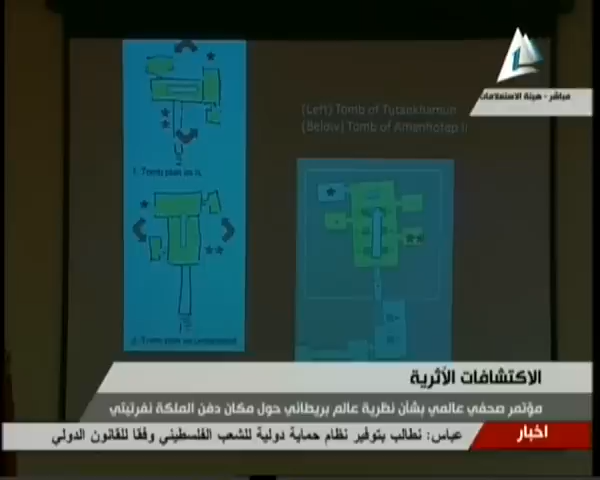 مباشر - هيئة الاستعلامات
(Left) Tomb of Tutankhamun
(Below) Tomb of Amenhotep II
1. Tomb plan as is.
الاكتشافات الأثرية
مؤتمر صحفي عالمي بشأن نظرية عالم بريطاني حول مكان دفن الملكة نفرتيتي
اخبار
عباس: نطالب بتوفير نظام حماية دولية للشعب الفلسطيني وفقا للقانون الدولي